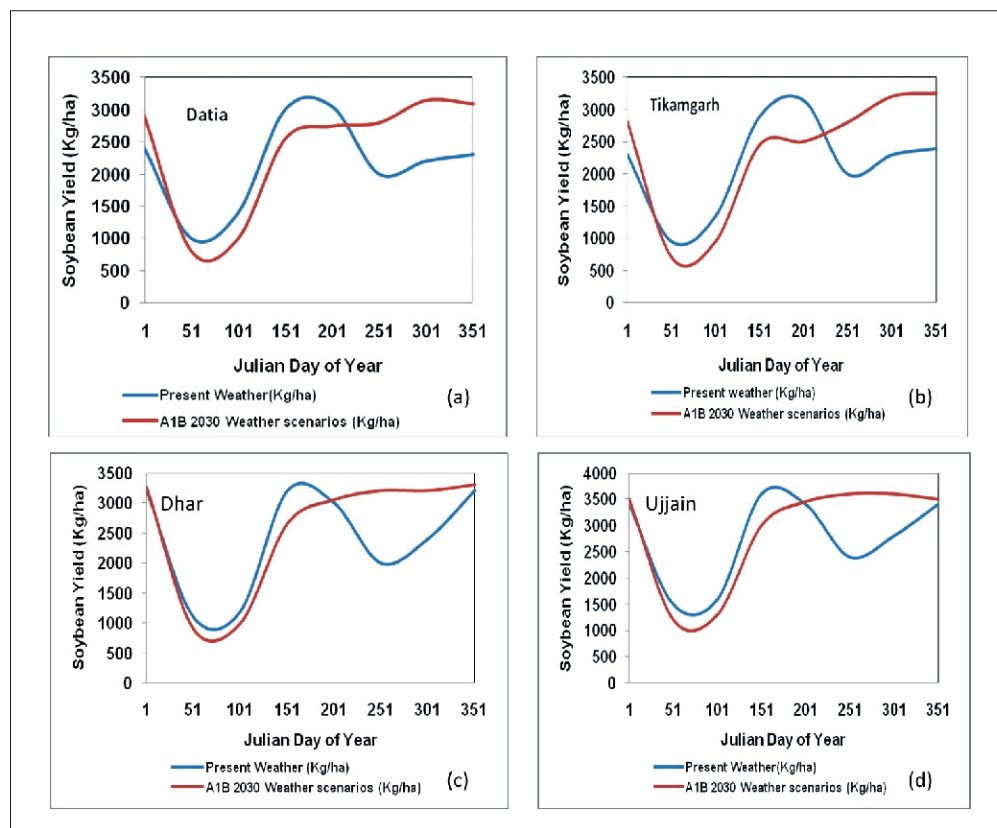 Soybean Yield (Kg/ha)
3500
3000
2500
2000
1500
1000
500
0
Datia
1 51 101 151 201 251 301 351
Julian Day of Year
Present Weather(Kg/ha)
A1B 2030 Weather scenarios (Kg/ha)
(a)
Soybean Yield (Kg/ha)
3500
3000
2500
2000
1500
1000
500
0
Tikamgarh
1 51 101 151 201 251 301 351
Julian Day of Year
Present weather(Kg/ha)
A1B 2030 Weather scenarios (Kg/ha)
(b)
Soybean Yield (Kg/ha)
3500
3000
2500
2000
1500
1000
500
0
Dhar
1 51 101 151 201 251 301 351
Julian Day of Year
Present Weather (Kg/ha)
A1B 2030 Weather scenarios (Kg/ha)
(c)
Soybean Yield (Kg/ha)
4000
3500
3000
2500
2000
1500
1000
500
0
Ujjain
1 51 101 151 201 251 301 351
Julian Day of Year
Present Weather(Kg/ha)
A1B 2030 Weather scenarios (Kg/ha)
(d)